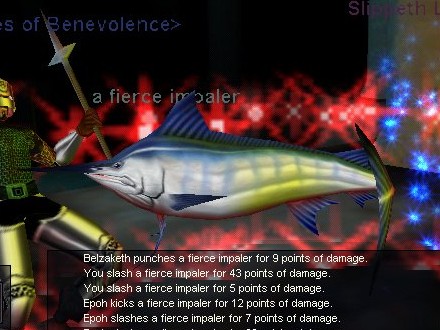 Slispeth
es of Benevolence>
a fierce impaler
Belzaketh punches a fierce impaler for 9 points of damage.
You slash a fierce impaler for 43 points of damage.
You slash a fierce impaler for 5 points of damage.
Epoh kicks a fierce impaler for 12 points of damage.
Epoh slashes a fierce impaler for 7 points of damage.